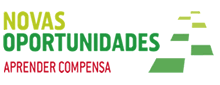 NOVAS
OPORTUNIDADES
APRENDER COMPENSA